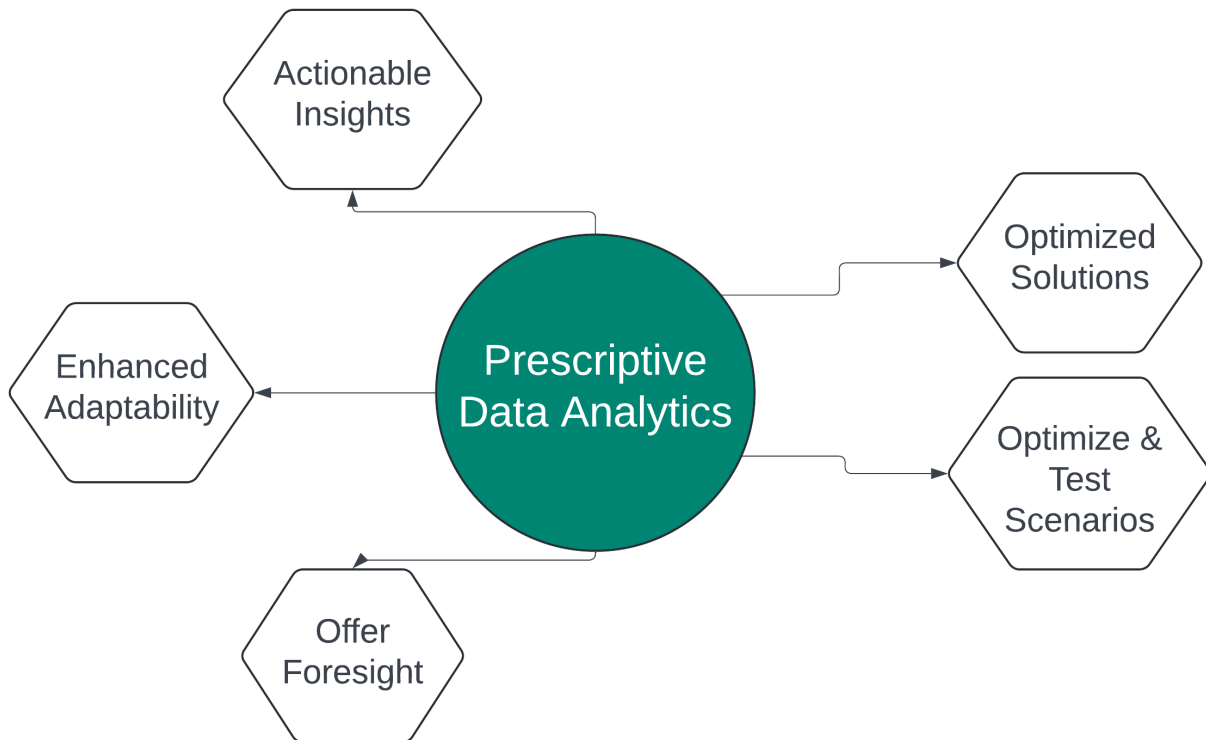 Actionable
Insights
Optimized
Solutions
Enhanced
Adaptability
Prescriptive
Data Analytics
Optimize &
Test
Scenarios
Offer
Foresight